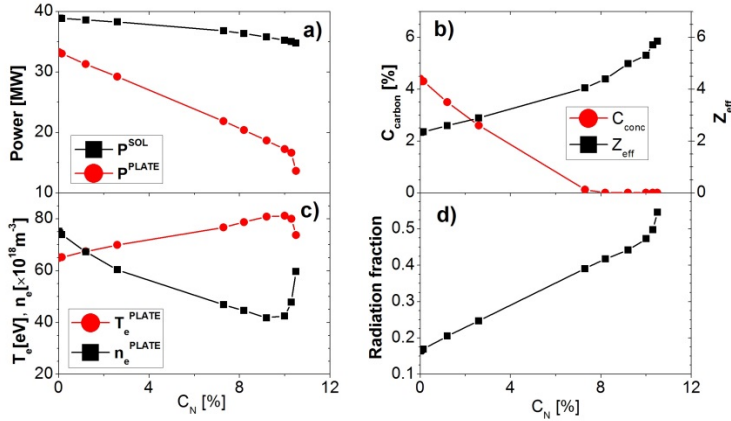 a)
Power [MW]
40
30
20
10
P^SOL
P^PLATE
b)
C_carbon [%]
6
4
2
0
Z_eff
6
4
2
0
C_conc
Z_eff
c)
T_e[eV], n_e[×10^18 m^-3]
80
60
40
20
T_e^PLATE
n_e^PLATE
0 4 8 12
C_N [%]
d)
Radiation fraction
0.5
0.4
0.3
0.2
0.1
0 4 8 12
C_N [%]